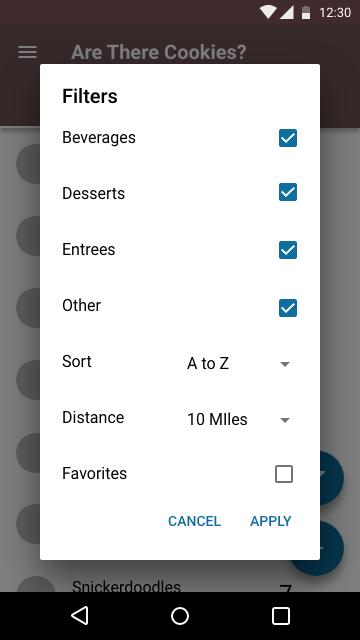 12:30
Are There Cookies?
Filters
Beverages
Desserts
Entrees
Other
Sort A to Z
Distance 10 MIles
Favorites
CANCEL APPLY
Snickerdoodles